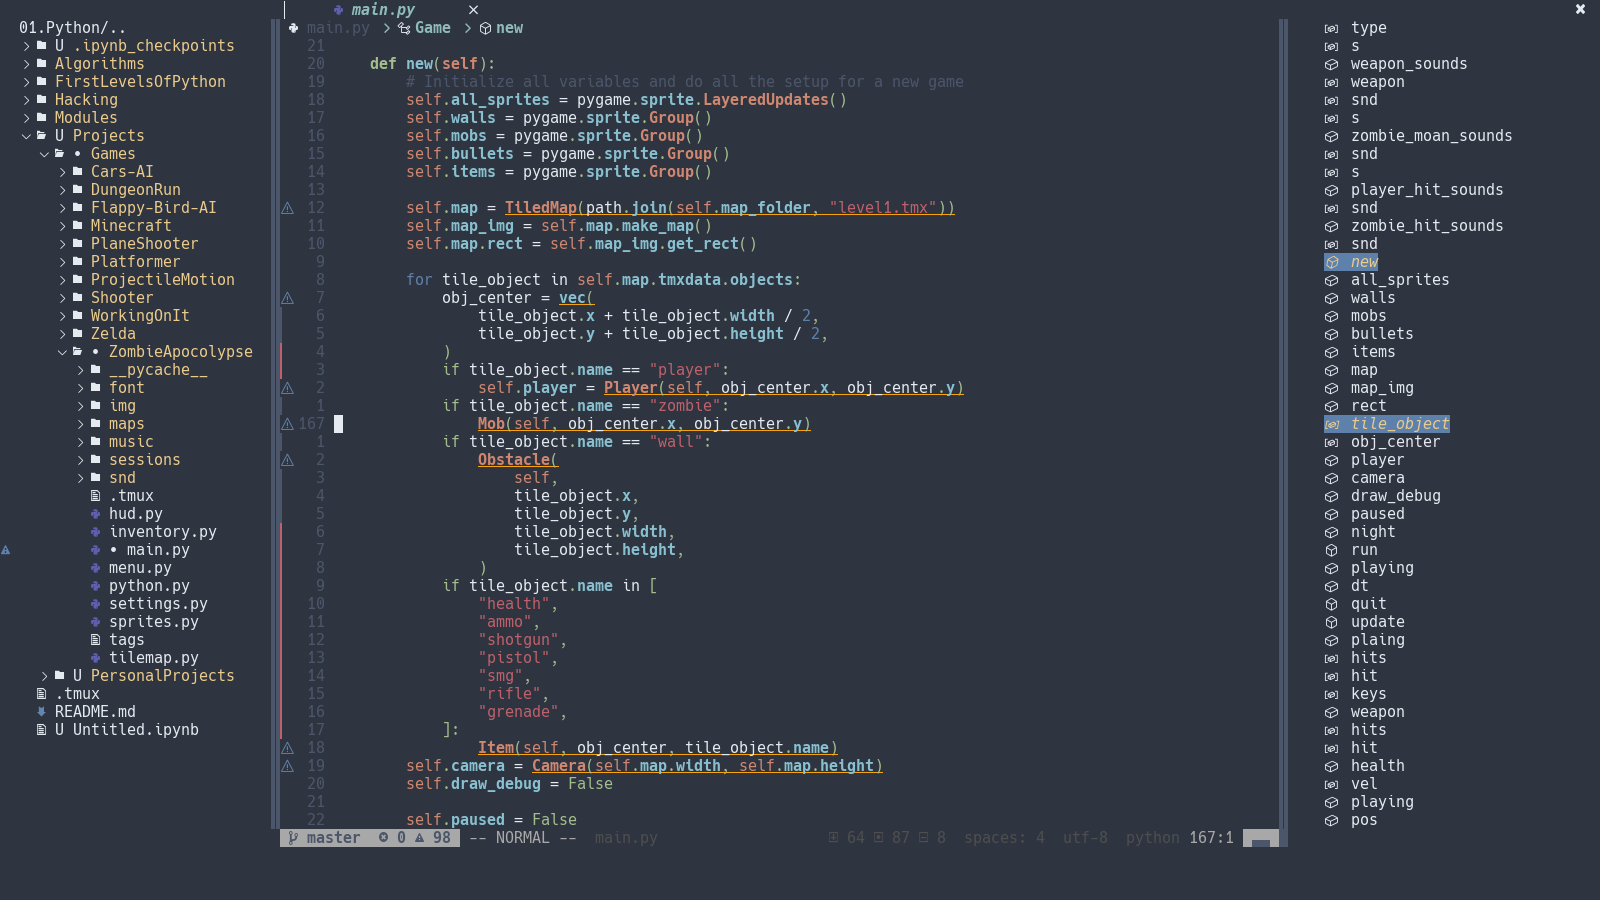 main.py
01.Python/..
U .ipynb_checkpoints
Algorithms
FirstLevelsOfPython
Hacking
Modules
U Projects
• Games
Cars-AI
DungeonRun
Flappy-Bird-AI
Minecraft
PlaneShooter
Platformer
ProjectileMotion
Shooter
WorkingOnIt
Zelda
• ZombieApocolypse
__pycache__
font
img
maps
music
sessions
snd
.tmux
hud.py
inventory.py
• main.py
menu.py
python.py
settings.py
sprites.py
tags
tilemap.py
U PersonalProjects
.tmux
README.md
U Untitled.ipynb
main.py > Game > new
21
20 def new(self):
19 # Initialize all variables and do all the setup for a new game
18 self.all_sprites = pygame.sprite.LayeredUpdates()
17 self.walls = pygame.sprite.Group()
16 self.mobs = pygame.sprite.Group()
15 self.bullets = pygame.sprite.Group()
14 self.items = pygame.sprite.Group()
13
12 self.map = TiledMap(path.join(self.map_folder, "level1.tmx"))
11 self.map_img = self.map.make_map()
10 self.map.rect = self.map_img.get_rect()
9
8 for tile_object in self.map.tmxdata.objects:
7 obj_center = vec(
6 tile_object.x + tile_object.width / 2,
5 tile_object.y + tile_object.height / 2,
4 )
3 if tile_object.name == "player":
2 self.player = Player(self, obj_center.x, obj_center.y)
1 if tile_object.name == "zombie":
167 Mob(self, obj_center.x, obj_center.y)
1 if tile_object.name == "wall":
2 Obstacle(
3 self,
4 tile_object.x,
5 tile_object.y,
6 tile_object.width,
7 tile_object.height,
8 )
9 if tile_object.name in [
10 "health",
11 "ammo",
12 "shotgun",
13 "pistol",
14 "smg",
15 "rifle",
16 "grenade",
17 ]:
18 Item(self, obj_center, tile_object.name)
19 self.camera = Camera(self.map.width, self.map.height)
20 self.draw_debug = False
21
22 self.paused = False
master 0 98 -- NORMAL -- main.py 64 87 8 spaces: 4 utf-8 python 167:1
type
s
weapon_sounds
weapon
snd
s
zombie_moan_sounds
snd
s
player_hit_sounds
snd
zombie_hit_sounds
snd
new
all_sprites
walls
mobs
bullets
items
map
map_img
rect
tile_object
obj_center
player
camera
draw_debug
paused
night
run
playing
dt
quit
update
plaing
hits
hit
keys
weapon
hits
hit
health
vel
playing
pos